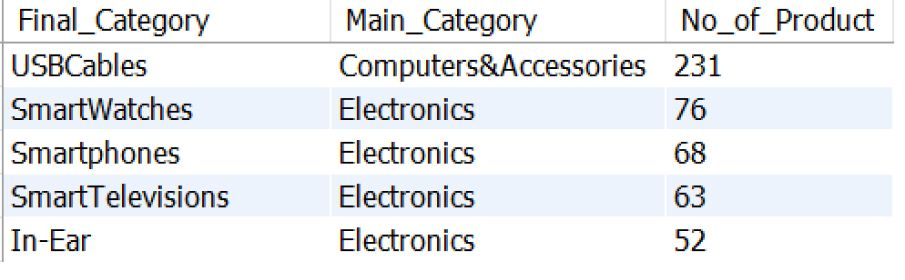 Final_Category Main_Category No_of_Product
USBCables Computers&Accessories 231
SmartWatches Electronics 76
Smartphones Electronics 68
SmartTelevisions Electronics 63
In-Ear Electronics 52